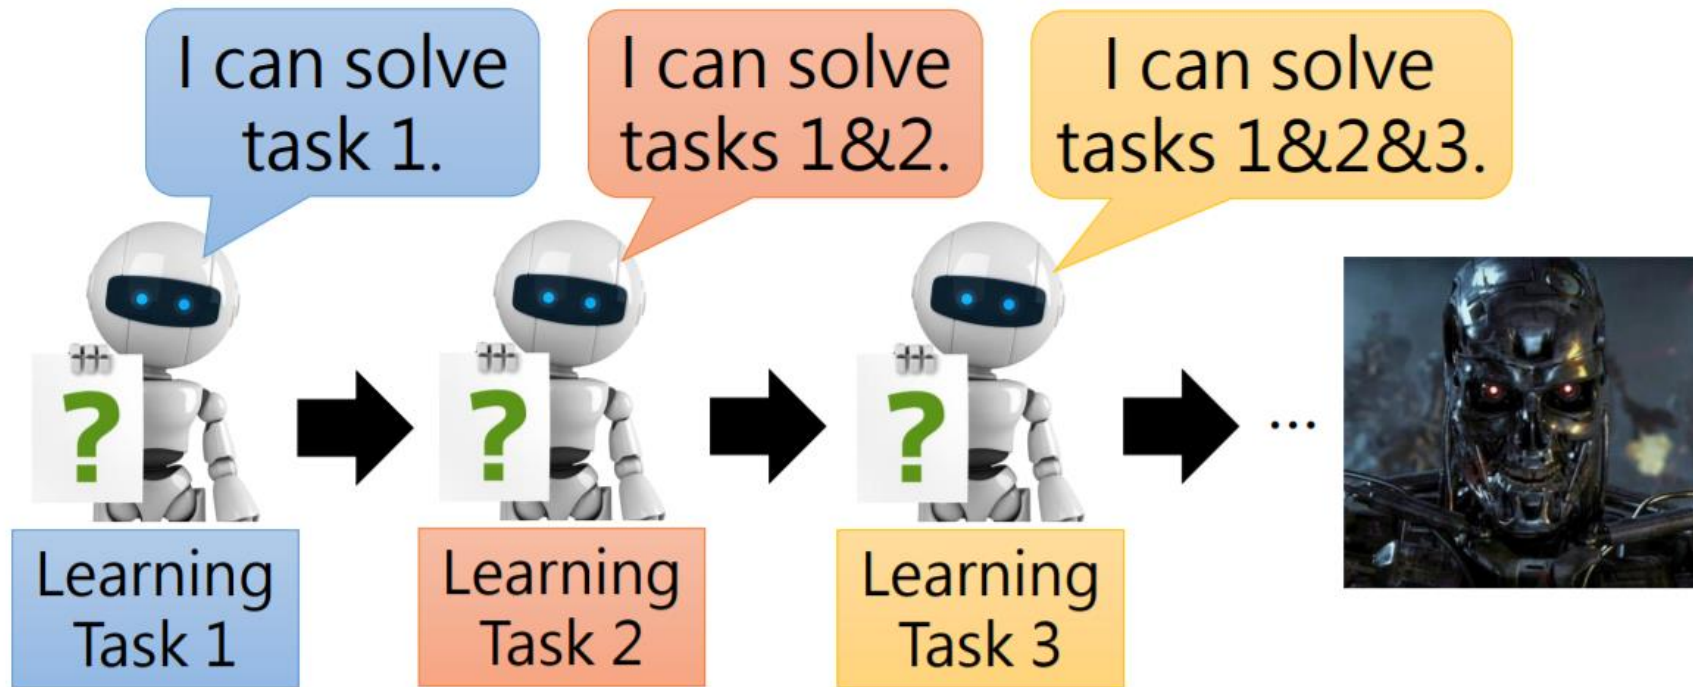 I can solve
task 1.
I can solve
tasks 1&2.
I can solve
tasks 1&2&3.
?
?
?
...
Learning
Task 1
Learning
Task 2
Learning
Task 3